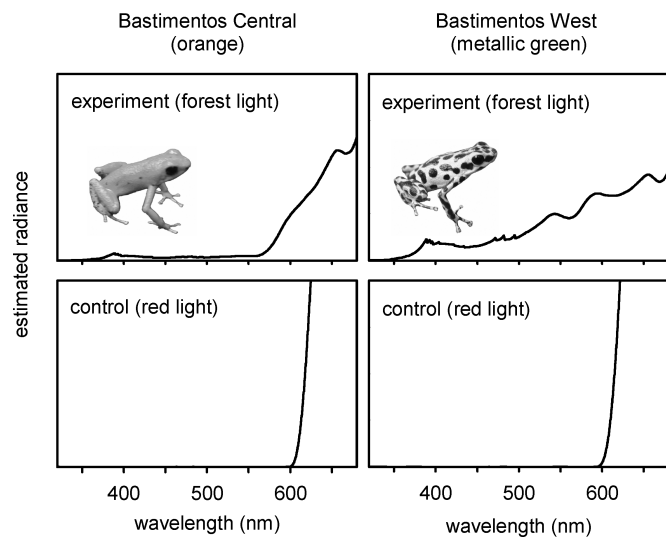 Bastimentos Central
(orange)
Bastimentos West
(metallic green)
experiment (forest light)
experiment (forest light)
estimated radiance
control (red light)
control (red light)
400
500
600
400
500
600
wavelength (nm)
wavelength (nm)